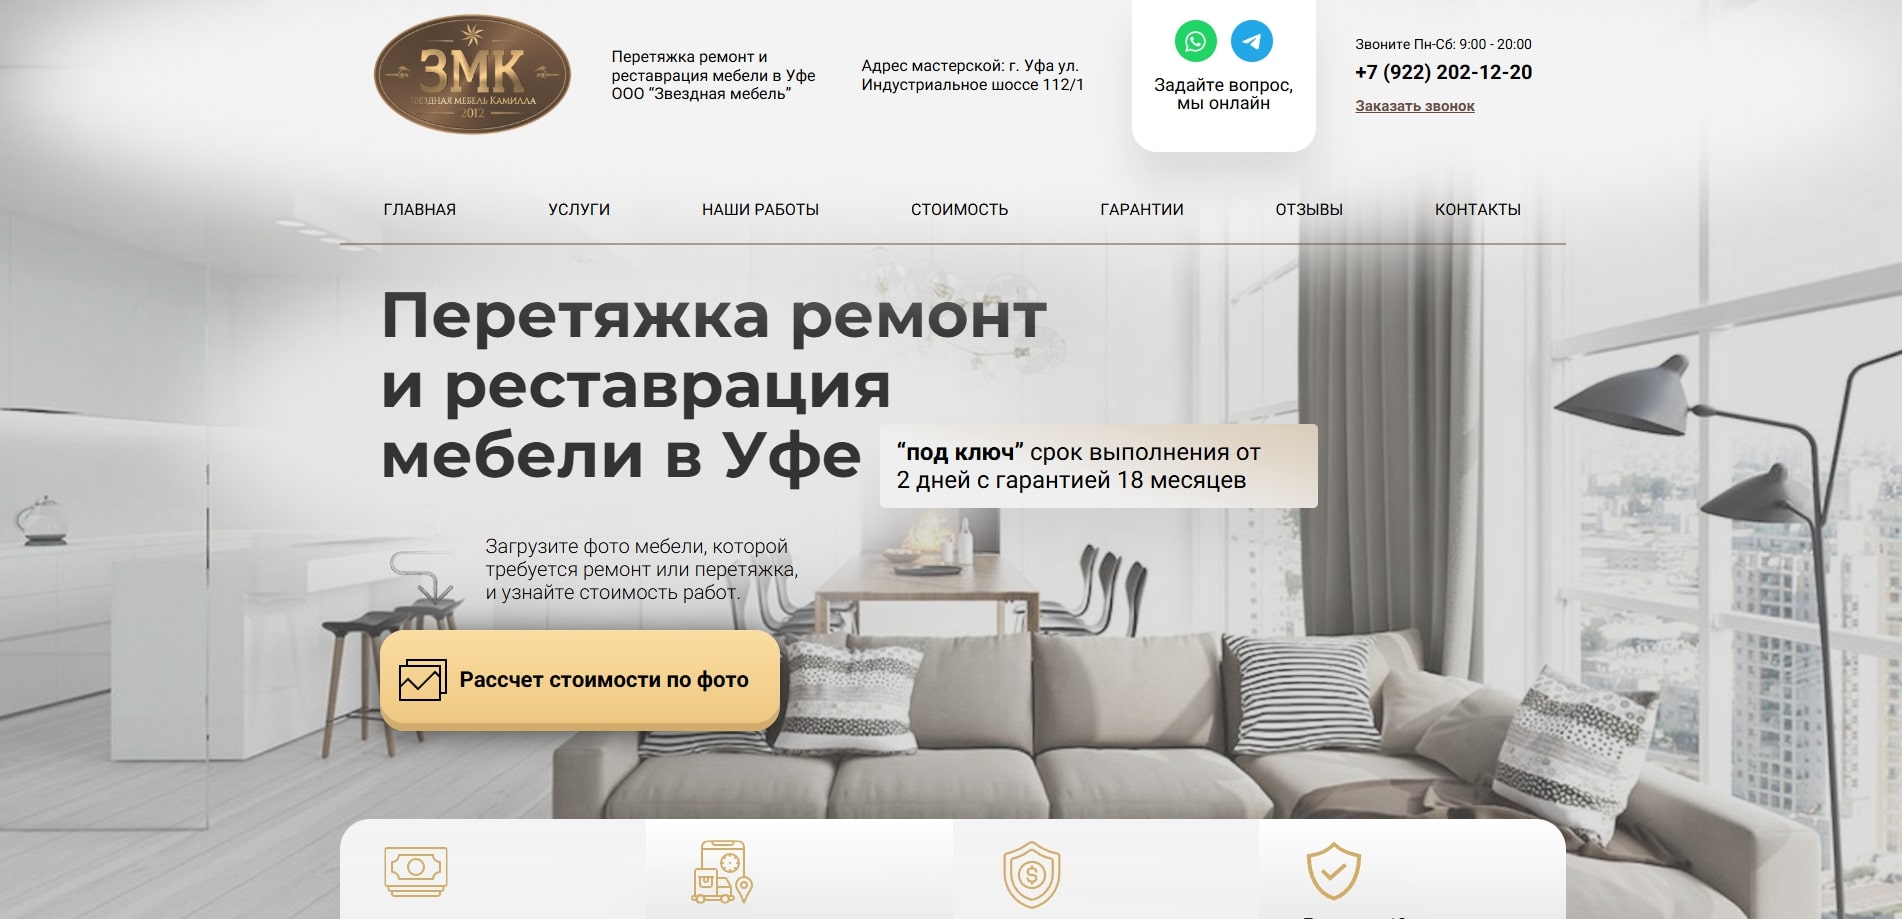 ЗМК
ЗВЕЗДНАЯ МЕБЕЛЬ КАМИЛЛА
2012
Перетяжка ремонт и
реставрация мебели в Уфе
ООО “Звездная мебель”
Адрес мастерской: г. Уфа ул.
Индустриальное шоссе 112/1
Задайте вопрос,
мы онлайн
Звоните Пн-Сб: 9:00 - 20:00
+7 (922) 202-12-20
Заказать звонок
ГЛАВНАЯ
УСЛУГИ
НАШИ РАБОТЫ
СТОИМОСТЬ
ГАРАНТИИ
ОТЗЫВЫ
КОНТАКТЫ
Перетяжка ремонт
и реставрация
мебели в Уфе
“под ключ” срок выполнения от
2 дней с гарантией 18 месяцев
Загрузите фото мебели, которой
требуется ремонт или перетяжка,
и узнайте стоимость работ.
Рассчет стоимости по фото